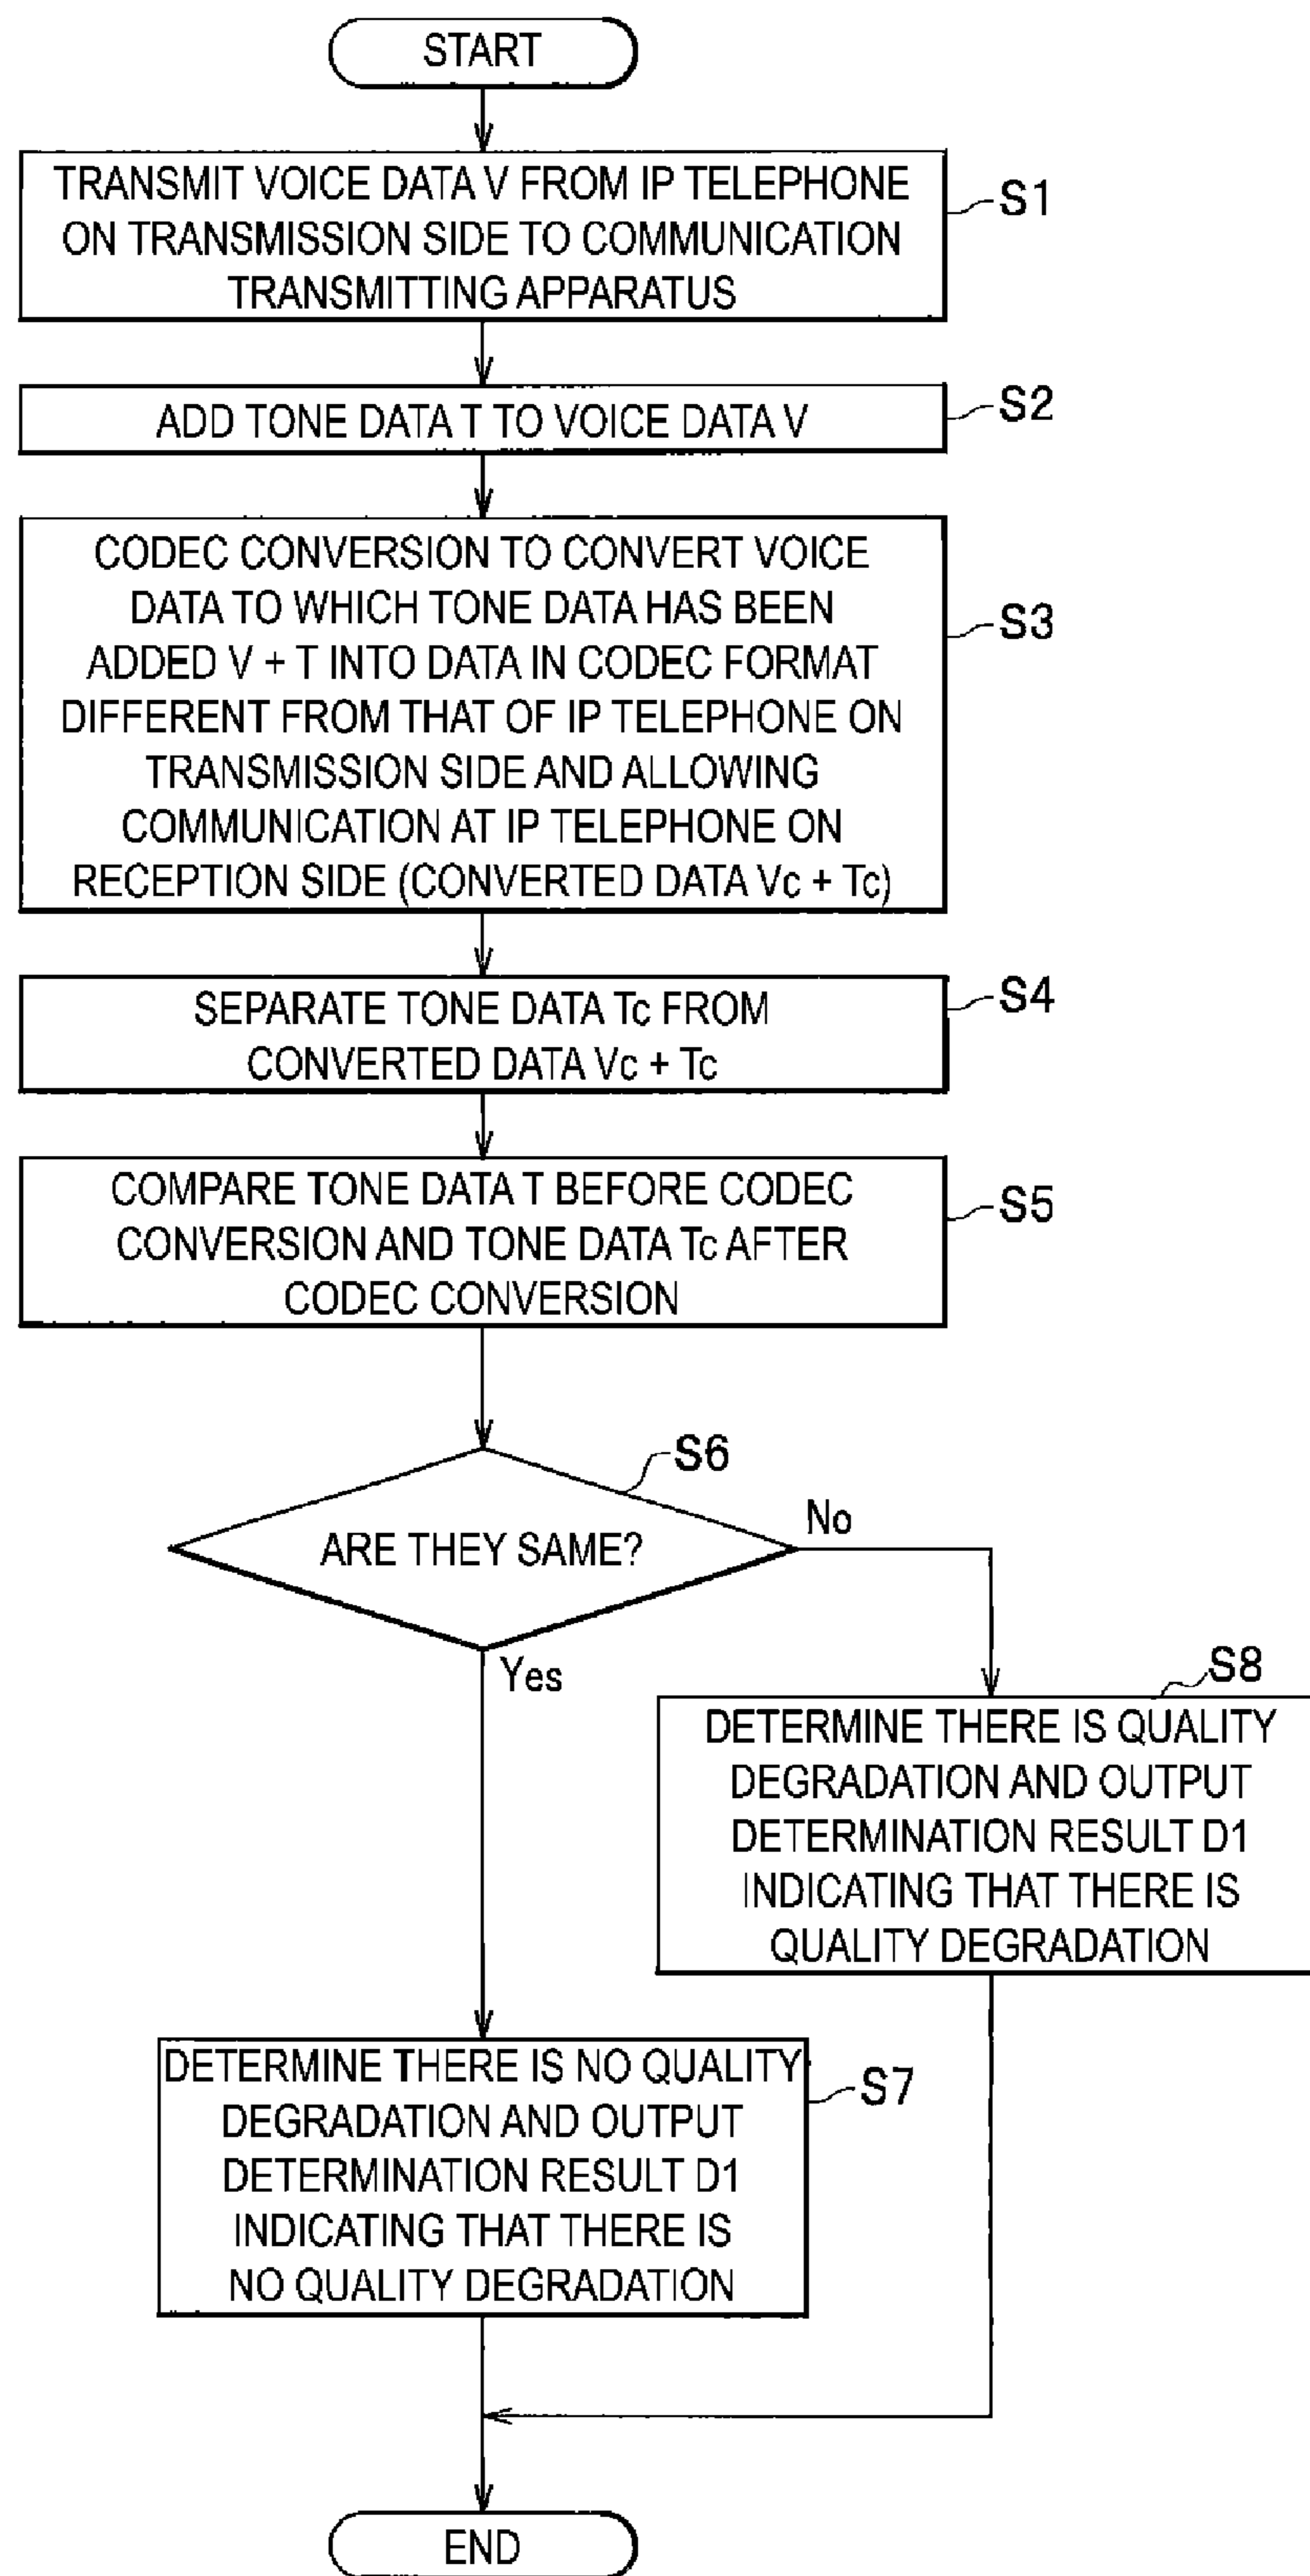 START
TRANSMIT VOICE DATA V FROM IP TELEPHONE
ON TRANSMISSION SIDE TO COMMUNICATION
TRANSMITTING APPARATUS
S1
ADD TONE DATA T TO VOICE DATA V
S2
CODEC CONVERSION TO CONVERT VOICE
DATA TO WHICH TONE DATA HAS BEEN
ADDED V + T INTO DATA IN CODEC FORMAT
DIFFERENT FROM THAT OF IP TELEPHONE ON
TRANSMISSION SIDE AND ALLOWING
COMMUNICATION AT IP TELEPHONE ON
RECEPTION SIDE (CONVERTED DATA Vc + Tc)
S3
SEPARATE TONE DATA Tc FROM
CONVERTED DATA Vc + Tc
S4
COMPARE TONE DATA T BEFORE CODEC
CONVERSION AND TONE DATA Tc AFTER
CODEC CONVERSION
S5
S6
ARE THEY SAME?
No
Yes
S8
DETERMINE THERE IS QUALITY
DEGRADATION AND OUTPUT
DETERMINATION RESULT D1
INDICATING THAT THERE IS
QUALITY DEGRADATION
DETERMINE THERE IS NO QUALITY
DEGRADATION AND OUTPUT
DETERMINATION RESULT D1
INDICATING THAT THERE IS
NO QUALITY DEGRADATION
S7
END